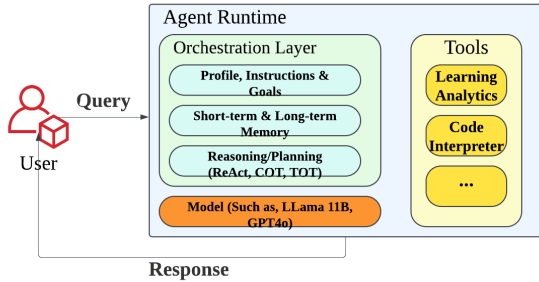 Agent Runtime
Orchestration Layer
Profile, Instructions &
Goals
Short-term & Long-term
Memory
Reasoning/Planning
(ReAct, COT, TOT)
Model (Such as, LLama 11B,
GPT4o)
Tools
Learning
Analytics
Code
Interpreter
...
Query
User
Response